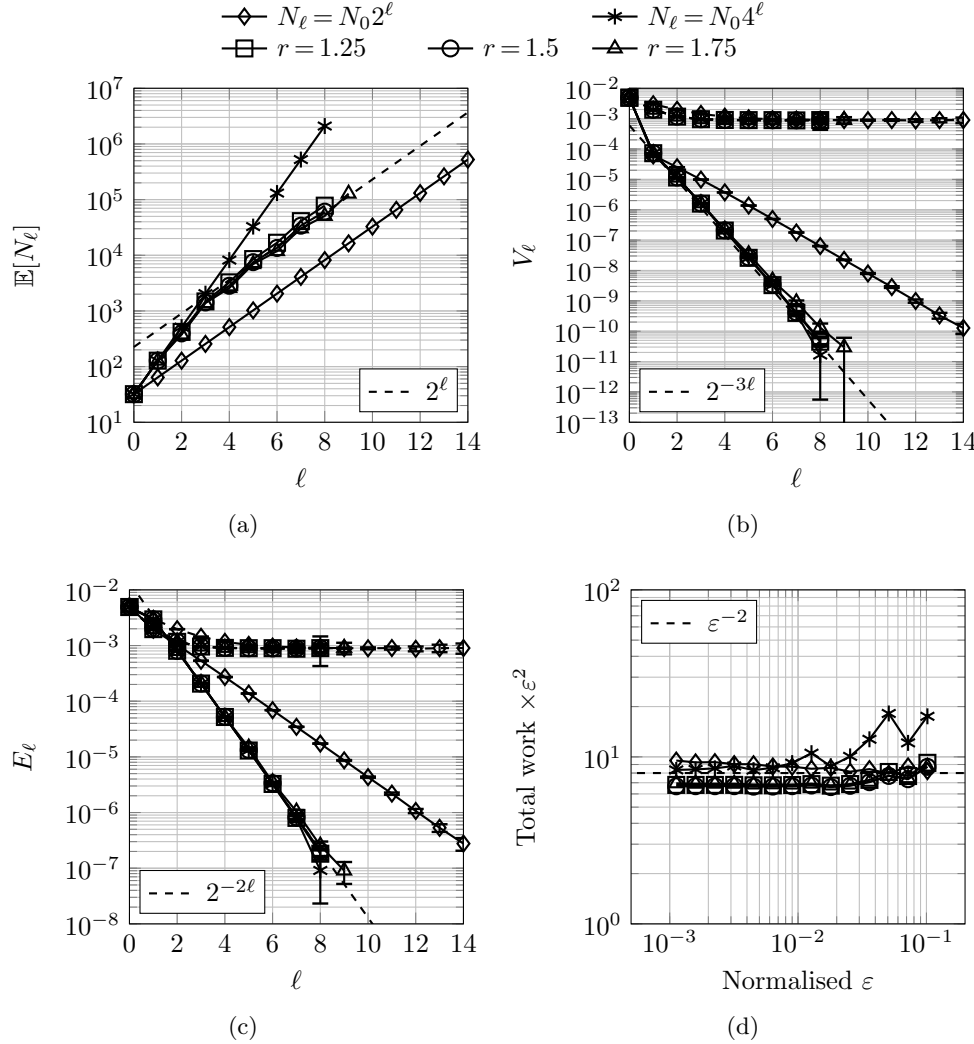 N_ℓ = N_0 2^ℓ
N_ℓ = N_0 4^ℓ
r = 1.25
r = 1.5
r = 1.75
10^7
10^6
10^5
10^4
10^3
10^2
10^1
𝔼[N_ℓ]
2^ℓ
0 2 4 6 8 10 12 14
ℓ
(a)
10^−2
10^−3
10^−4
10^−5
10^−6
10^−7
10^−8
10^−9
10^−10
10^−11
10^−12
10^−13
V_ℓ
2^−3ℓ
0 2 4 6 8 10 12 14
ℓ
(b)
10^−2
10^−3
10^−4
10^−5
10^−6
10^−7
10^−8
E_ℓ
2^−2ℓ
0 2 4 6 8 10 12 14
ℓ
(c)
10^2
10^1
10^0
Total work ×ε^2
ε^−2
10^−3 10^−2 10^−1
Normalised ε
(d)